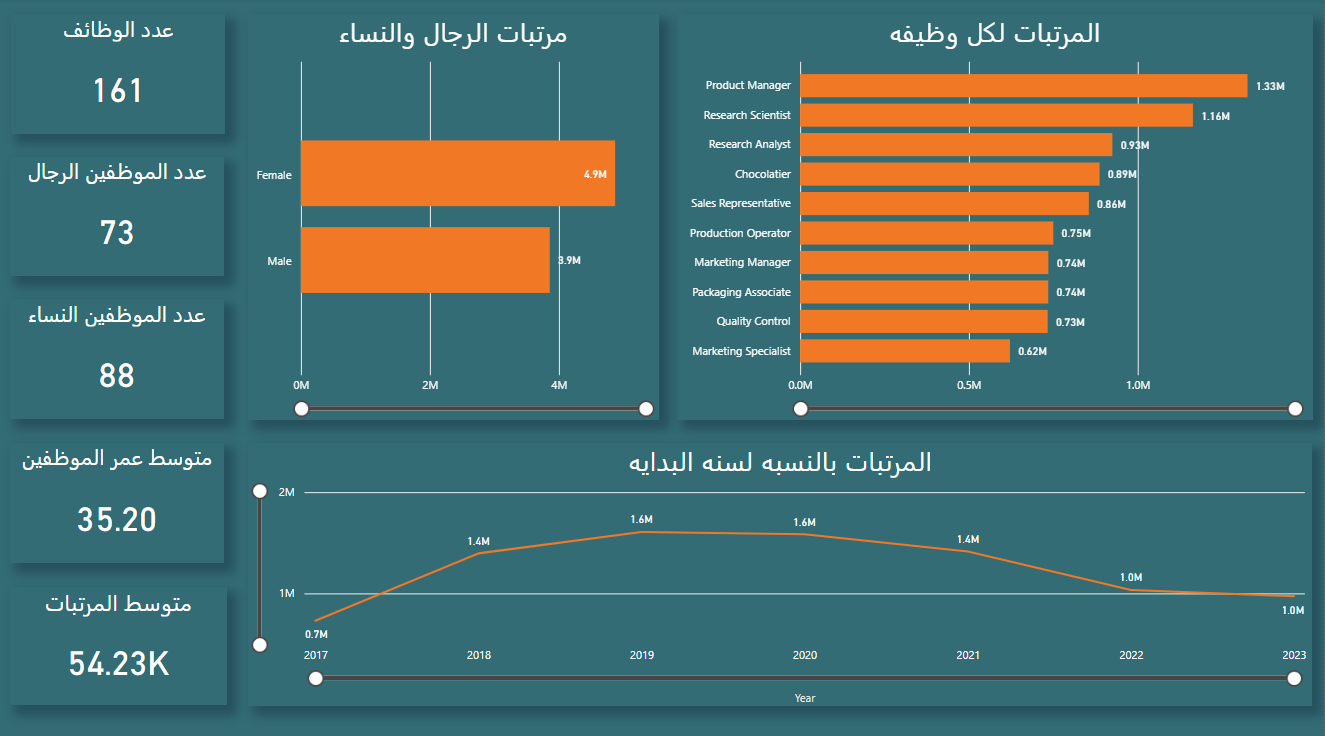 عدد الوظائف
161
عدد الموظفين الرجال
73
عدد الموظفين النساء
88
متوسط عمر الموظفين
35.20
متوسط المرتبات
54.23K
مرتبات الرجال والنساء
Female
4.9M
Male
3.9M
0M 2M 4M
المرتبات لكل وظيفه
Product Manager 1.33M
Research Scientist 1.16M
Research Analyst 0.93M
Chocolatier 0.89M
Sales Representative 0.86M
Production Operator 0.75M
Marketing Manager 0.74M
Packaging Associate 0.74M
Quality Control 0.73M
Marketing Specialist 0.62M
0.0M 0.5M 1.0M
المرتبات بالنسبه لسنه البدايه
2M
1M
0.7M 1.4M 1.6M 1.6M 1.4M 1.0M 1.0M
2017 2018 2019 2020 2021 2022 2023
Year